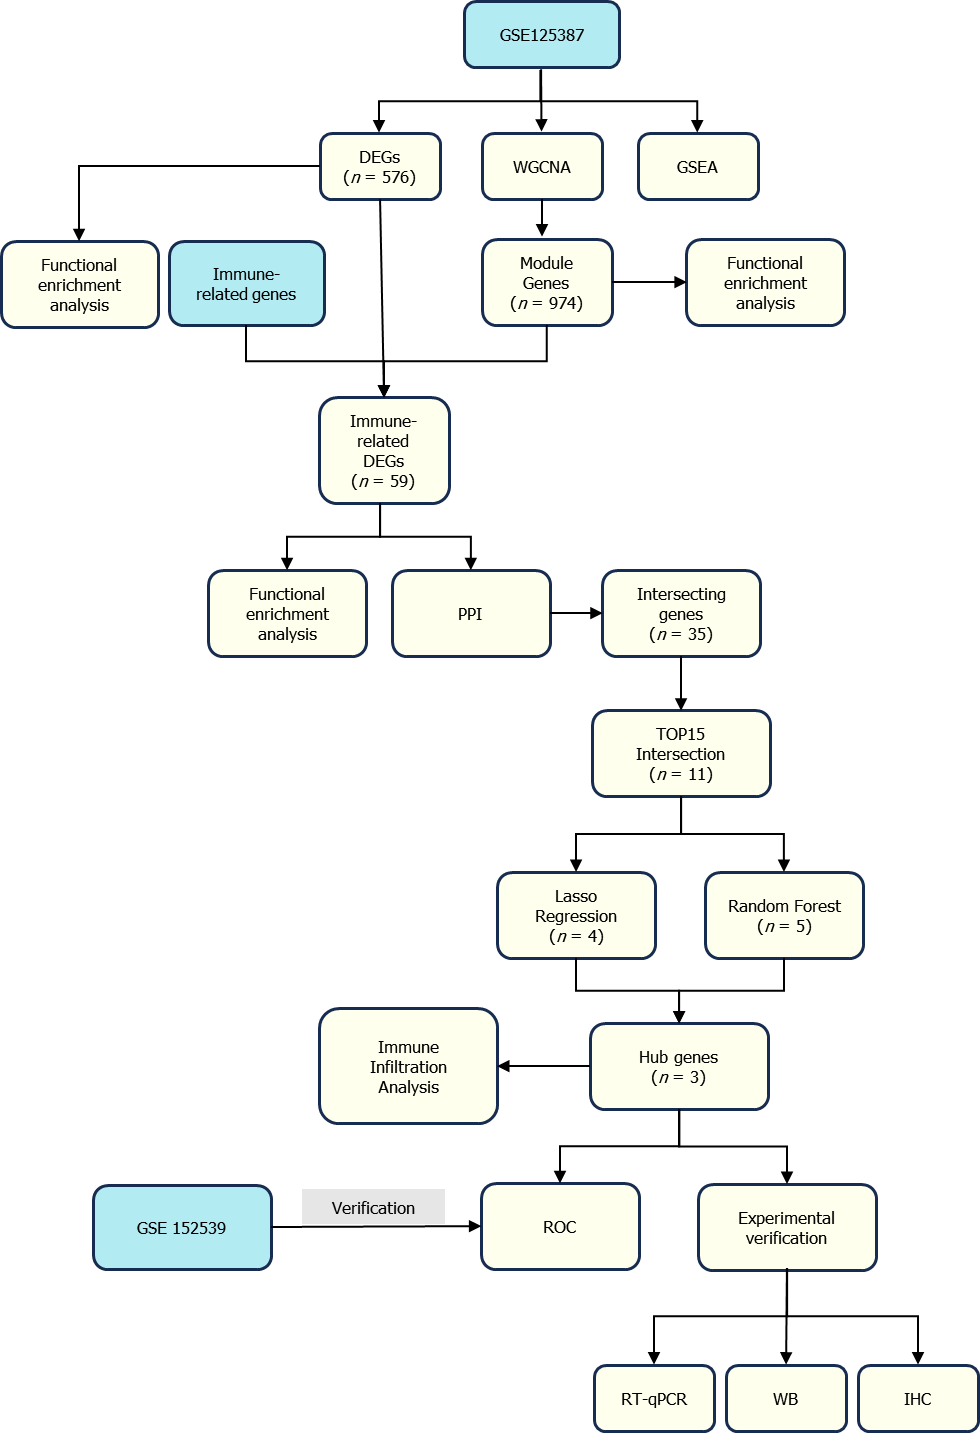 GSE125387
DEGs
(n = 576)
WGCNA
GSEA
Functional
enrichment
analysis
Immune-
related genes
Module
Genes
(n = 974)
Functional
enrichment
analysis
Immune-
related
DEGs
(n = 59)
Functional
enrichment
analysis
PPI
Intersecting
genes
(n = 35)
TOP15
Intersection
(n = 11)
Lasso
Regression
(n = 4)
Random Forest
(n = 5)
Immune
Infiltration
Analysis
Hub genes
(n = 3)
GSE 152539
Verification
ROC
Experimental
verification
RT-qPCR
WB
IHC